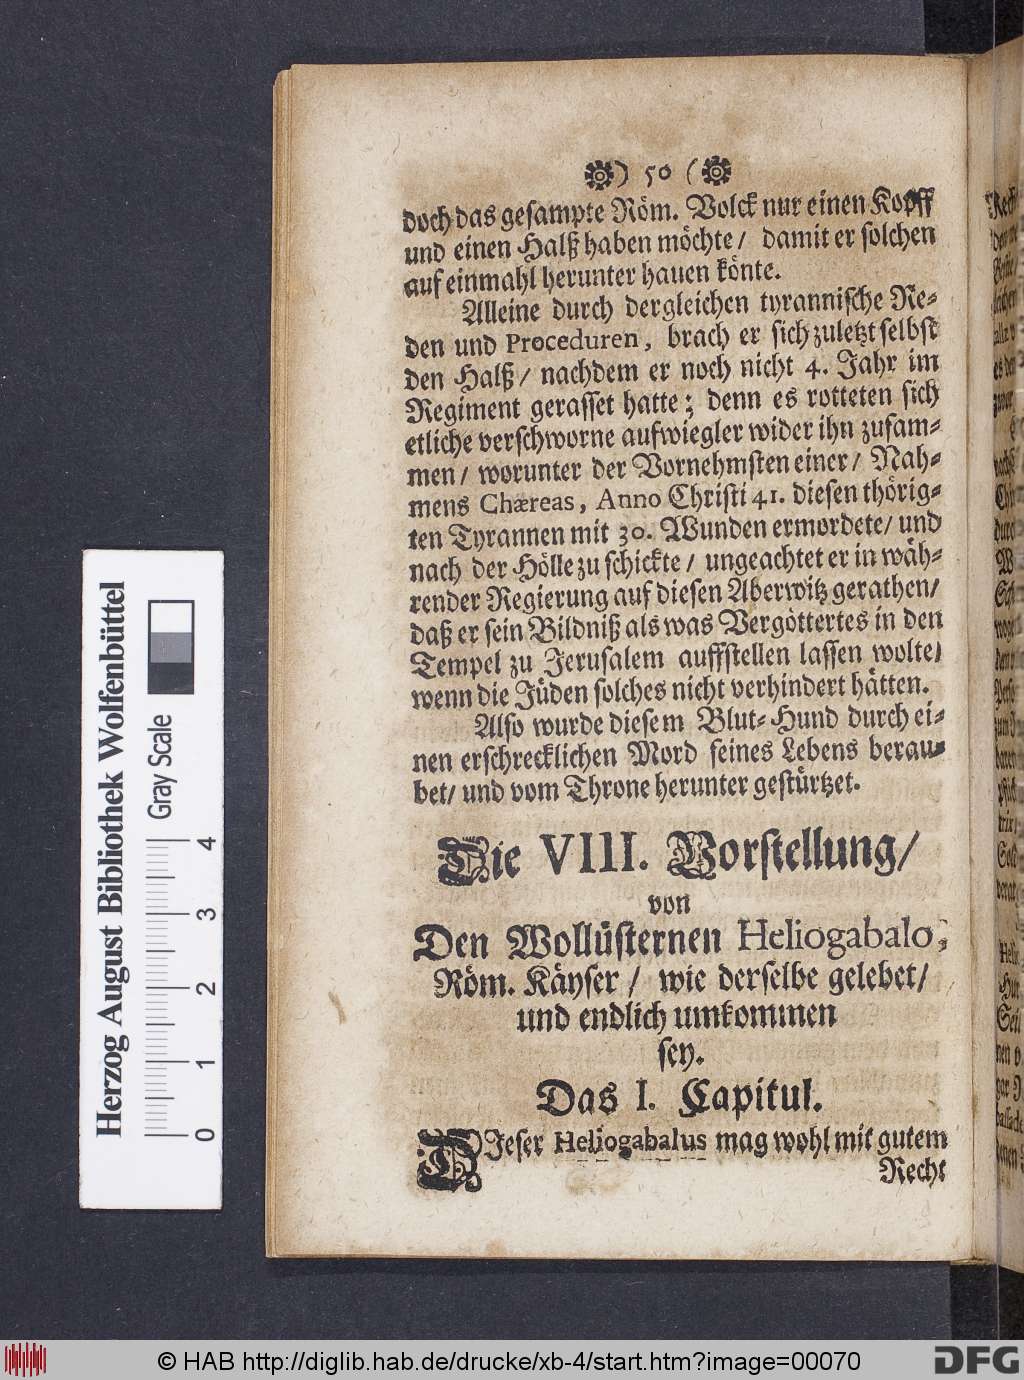 ) 50 (
doch das gesampte Röm. Volck nur einen Kopff
und einen Halß haben möchte/ damit er solchen
auf einmahl herunter hauen könte.
Alleine durch dergleichen tyrannische Re-
den und Proceduren, brach er sich zuletzt selbst
den Halß/ nachdem er noch nicht 4. Jahr im
Regiment gerasset hatte; denn es rotteten sich
etliche verschworne aufwiegler wider ihn zusam-
men/ worunter der Vornehmsten einer/ Nah-
mens Chæreas, Anno Christi 41. diesen thörig-
ten Tyrannen mit 30. Wunden ermordete/ und
nach der Hölle zu schickte/ ungeachtet er in wäh-
render Regierung auf diesen Aberwitz gerathen/
daß er sein Bildniß als was Vergöttertes in den
Tempel zu Jerusalem auffstellen lassen wolte/
wenn die Jüden solches nicht verhindert hätten.
Also wurde diesem Blut-Hund durch ei-
nen erschrecklichen Mord seines Lebens berau-
bet/ und vom Throne herunter gestürtzet.
Die VIII. Vorstellung/
von
Den Wollüsternen Heliogabalo,
Röm. Käyser/ wie derselbe gelebet/
und endlich umkommen
sey.
Das I. Capitul.
DIeser Heliogabalus mag wohl mit gutem
Recht
Herzog August Bibliothek Wolfenbüttel
Gray Scale
0 1 2 3 4
© HAB http://diglib.hab.de/drucke/xb-4/start.htm?image=00070
DFG